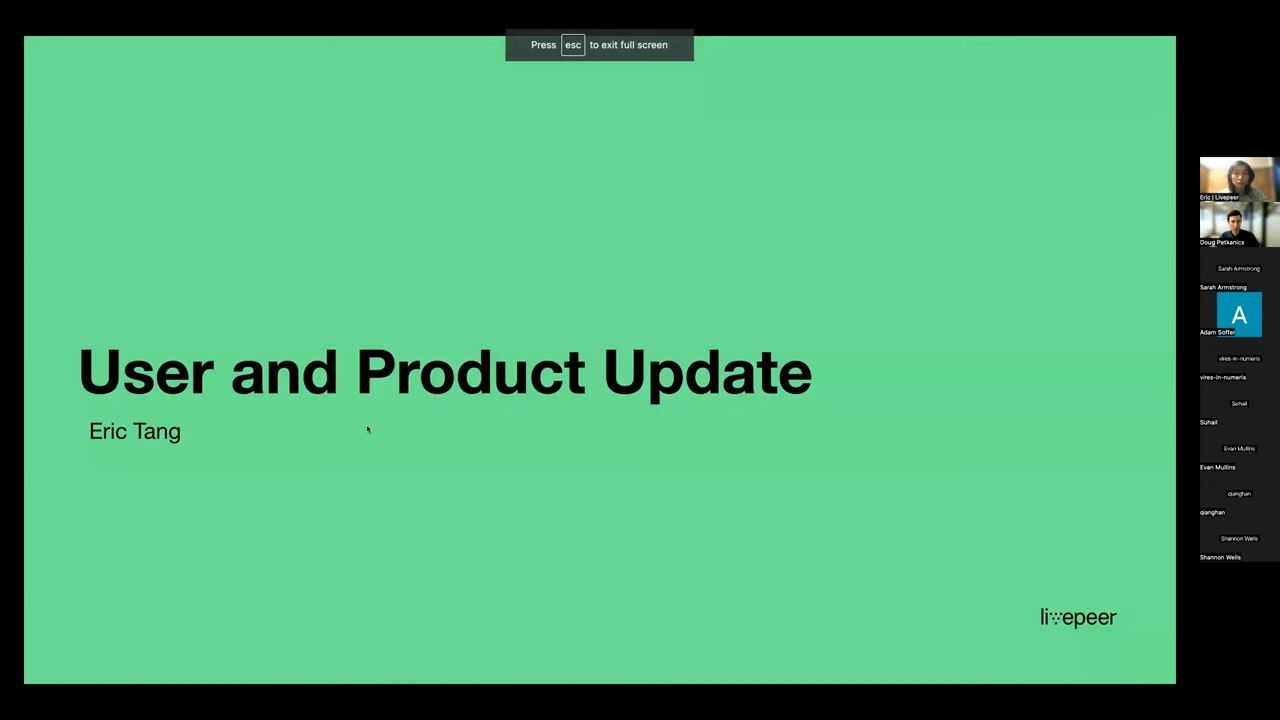 Press esc to exit full screen
User and Product Update
Eric Tang
livepeer
Eric | Livepeer
Doug Petkanics
Sarah Armstrong
Sarah Armstrong
A
Adam Soffer
vires-in-numeris
vires-in-numeris
Suhail
Suhail
Evan Mullins
Evan Mullins
qianghan
qianghan
Shannon Wells
Shannon Wells